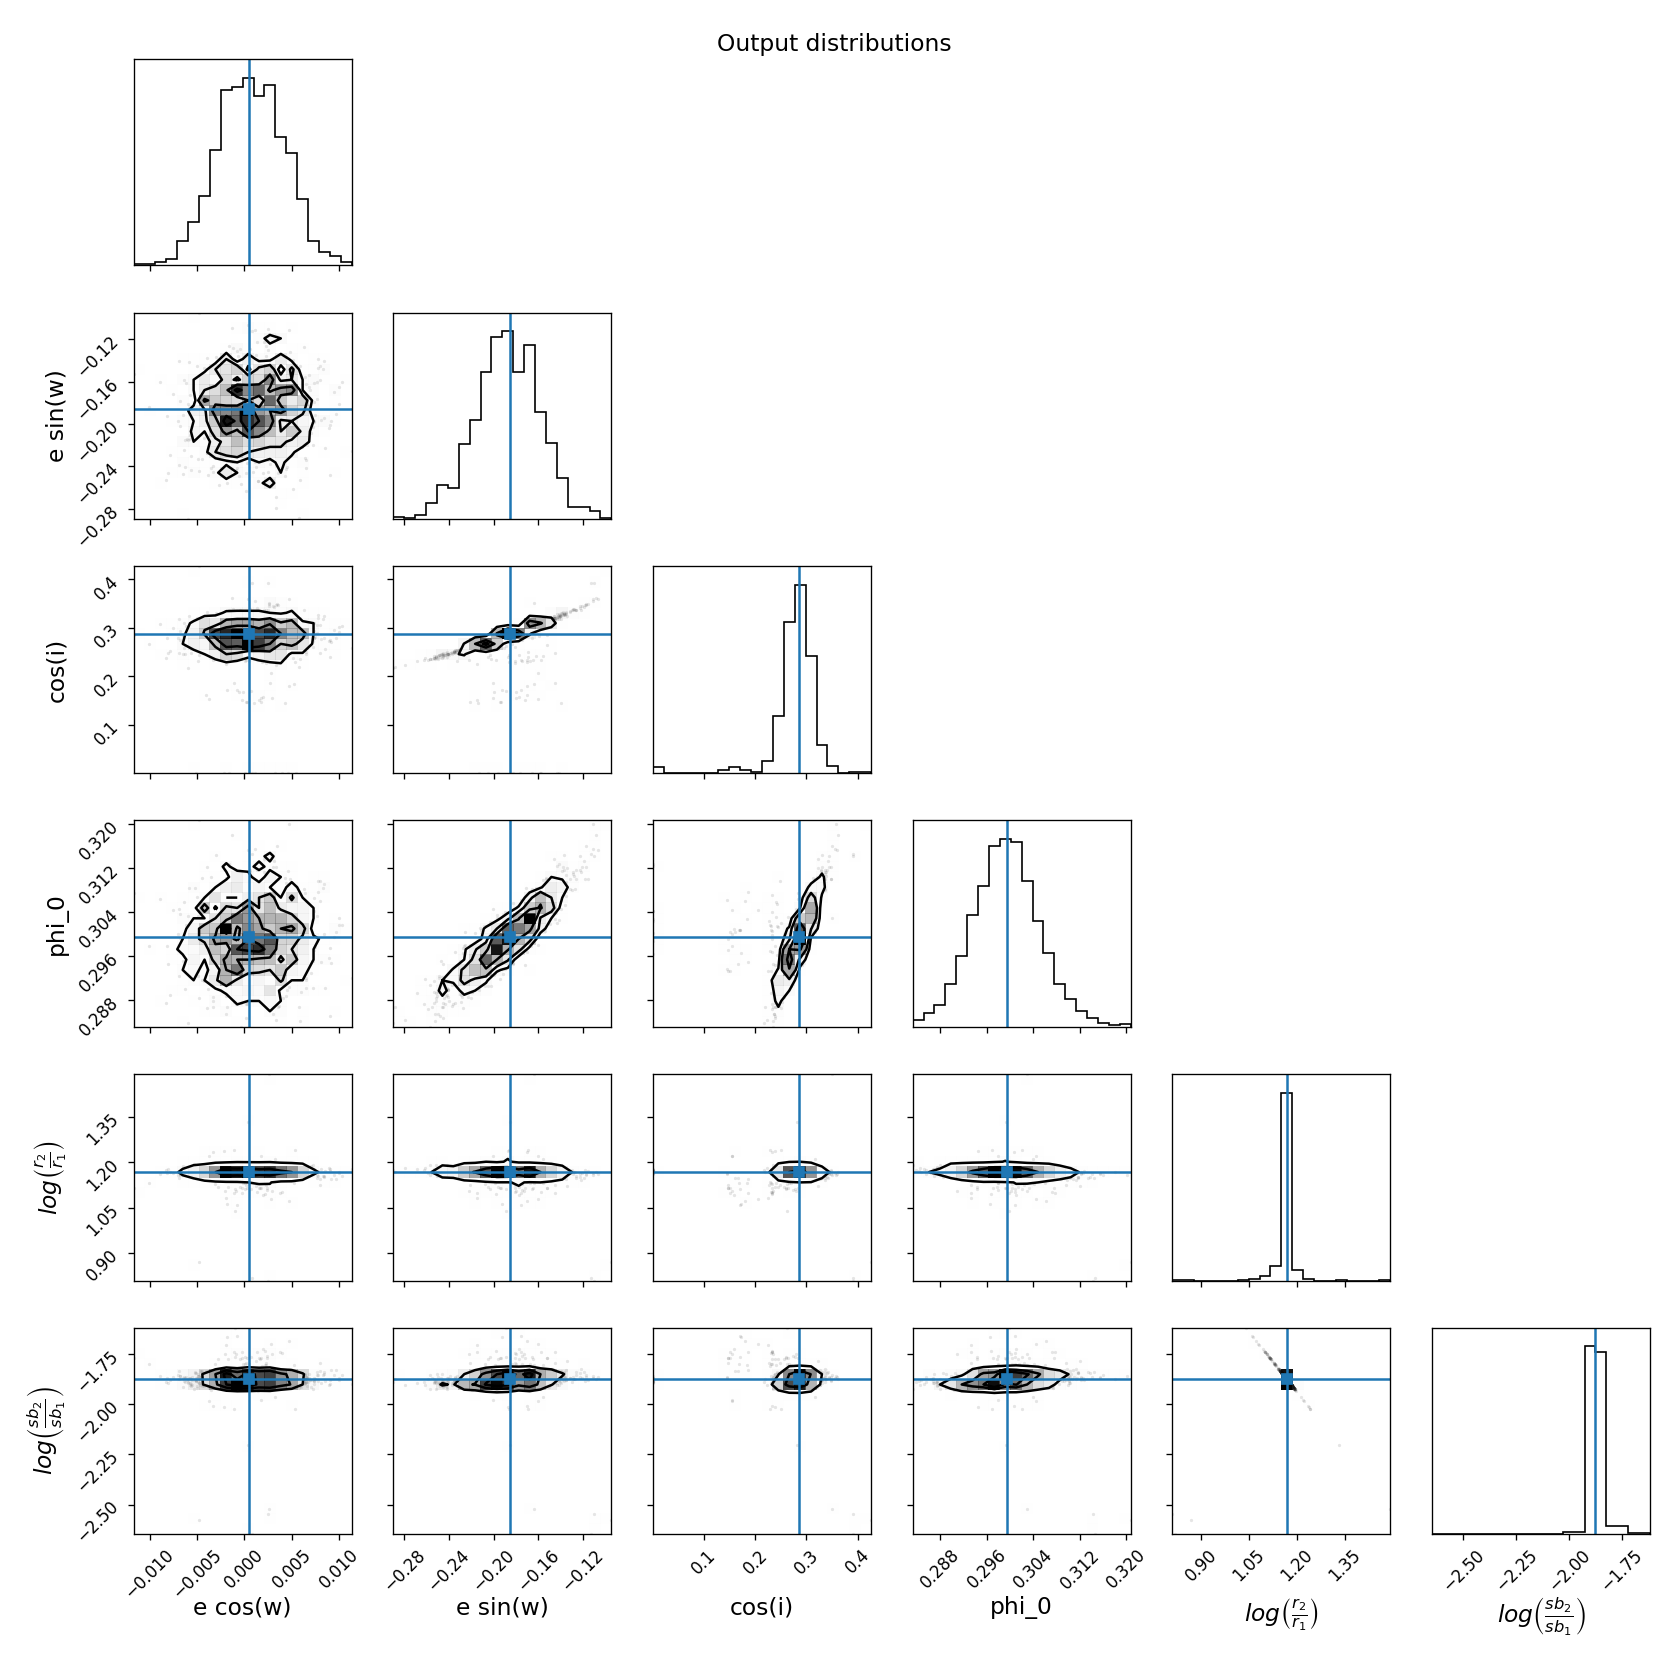 Output distributions
e sin(w)
−0.12
−0.16
−0.20
−0.24
−0.28
cos(i)
0.4
0.3
0.2
0.1
phi_0
0.320
0.312
0.304
0.296
0.288
log(r₂/r₁)
1.35
1.20
1.05
0.90
log(sb₂/sb₁)
−1.75
−2.00
−2.25
−2.50
−0.010 −0.005 0.000 0.005 0.010
e cos(w)
−0.28 −0.24 −0.20 −0.16 −0.12
e sin(w)
0.1 0.2 0.3 0.4
cos(i)
0.288 0.296 0.304 0.312 0.320
phi_0
0.90 1.05 1.20 1.35
log(r₂/r₁)
−2.50 −2.25 −2.00 −1.75
log(sb₂/sb₁)